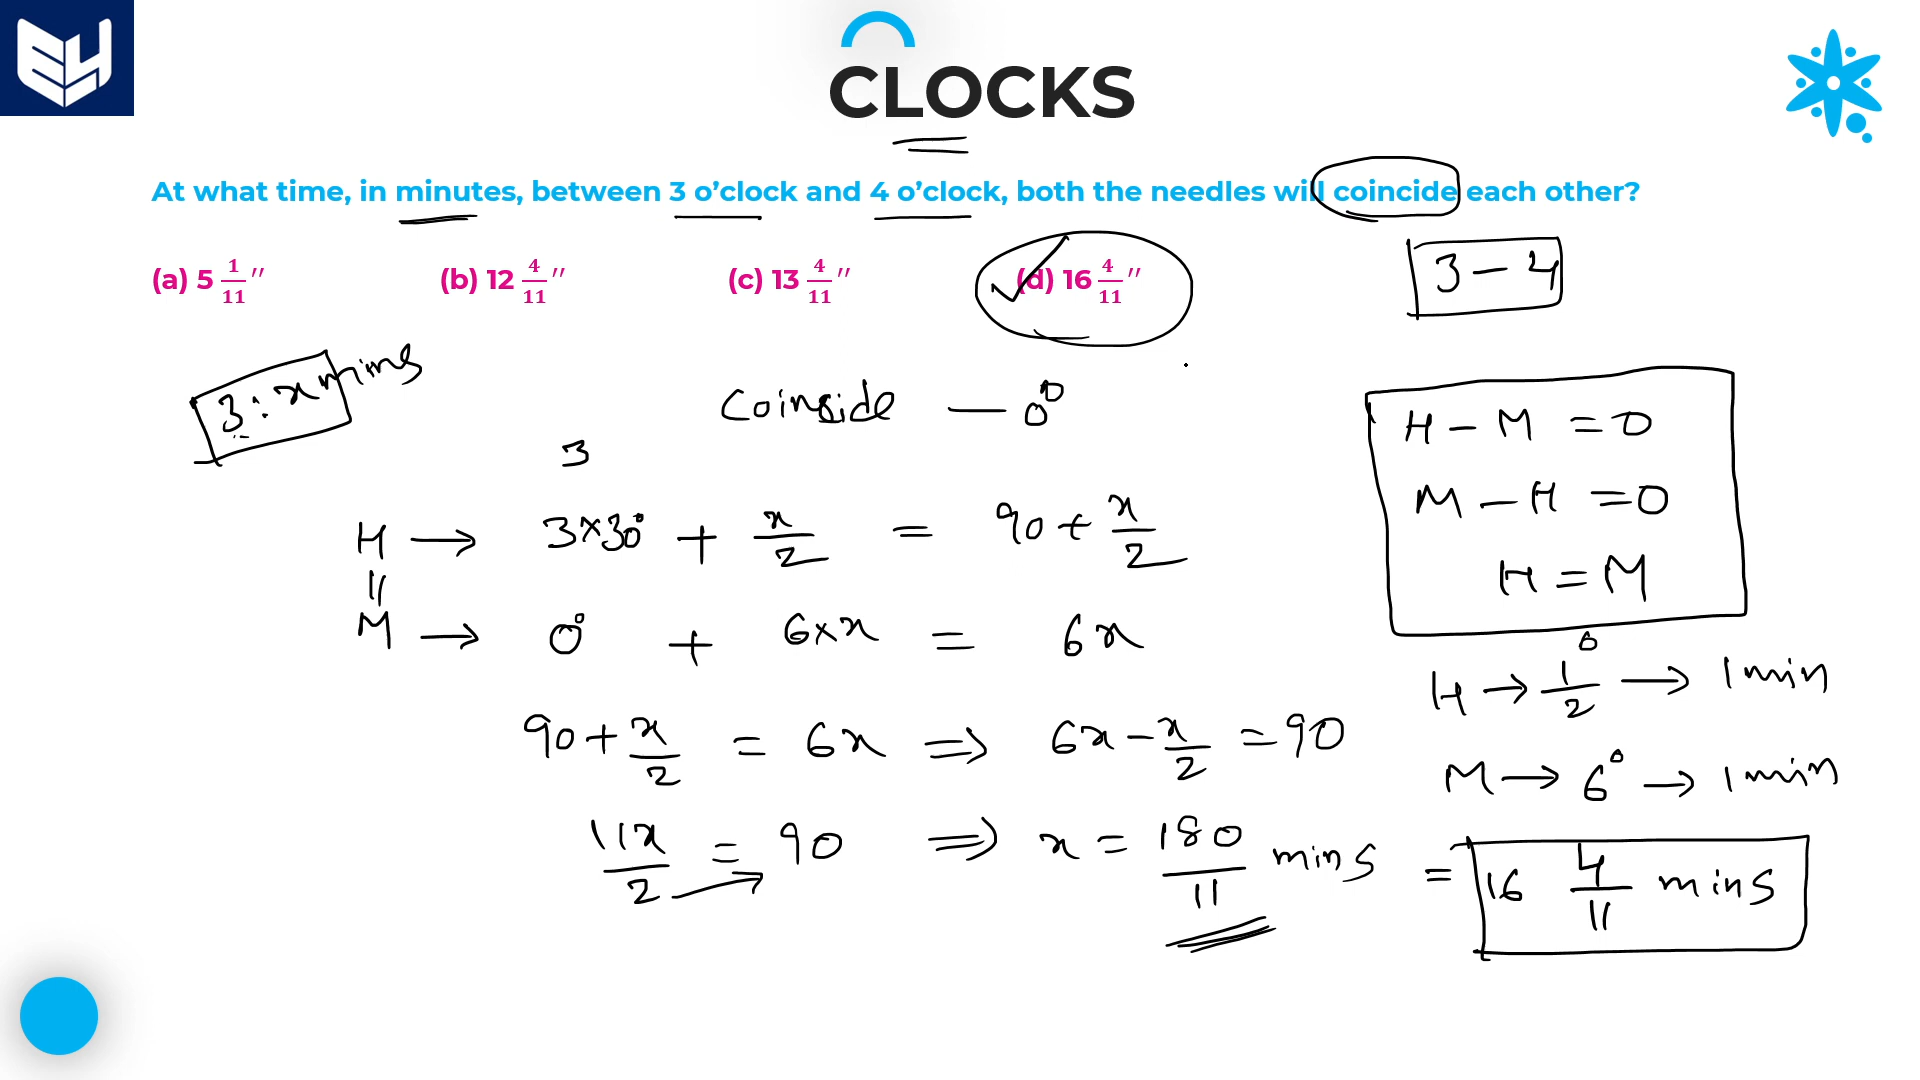 EY
CLOCKS
At what time, in minutes, between 3 o’clock and 4 o’clock, both the needles will coincide each other?
(a) 5 1/11 ′′ (b) 12 4/11 ′′ (c) 13 4/11 ′′ (d) 16 4/11 ′′
3 – 4
3 : x mins
Coinside — 0°
H – M = 0
M – H = 0
H = M
3
H → 3×30° + x/2 = 90 + x/2
=
M → 0° + 6×x = 6x
H → 1/2° → 1 min
90 + x/2 = 6x ⇒ 6x – x/2 = 90
M → 6° → 1 min
11x/2 = 90 ⇒ x = 180/11 mins = 16 4/11 mins